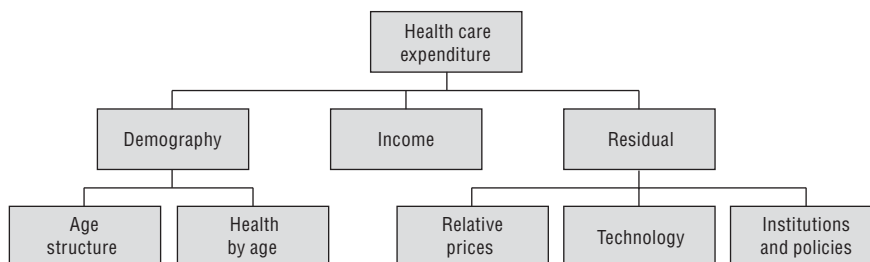 Health care
expenditure
Demography
Income
Residual
Age
structure
Health
by age
Relative
prices
Technology
Institutions
and policies